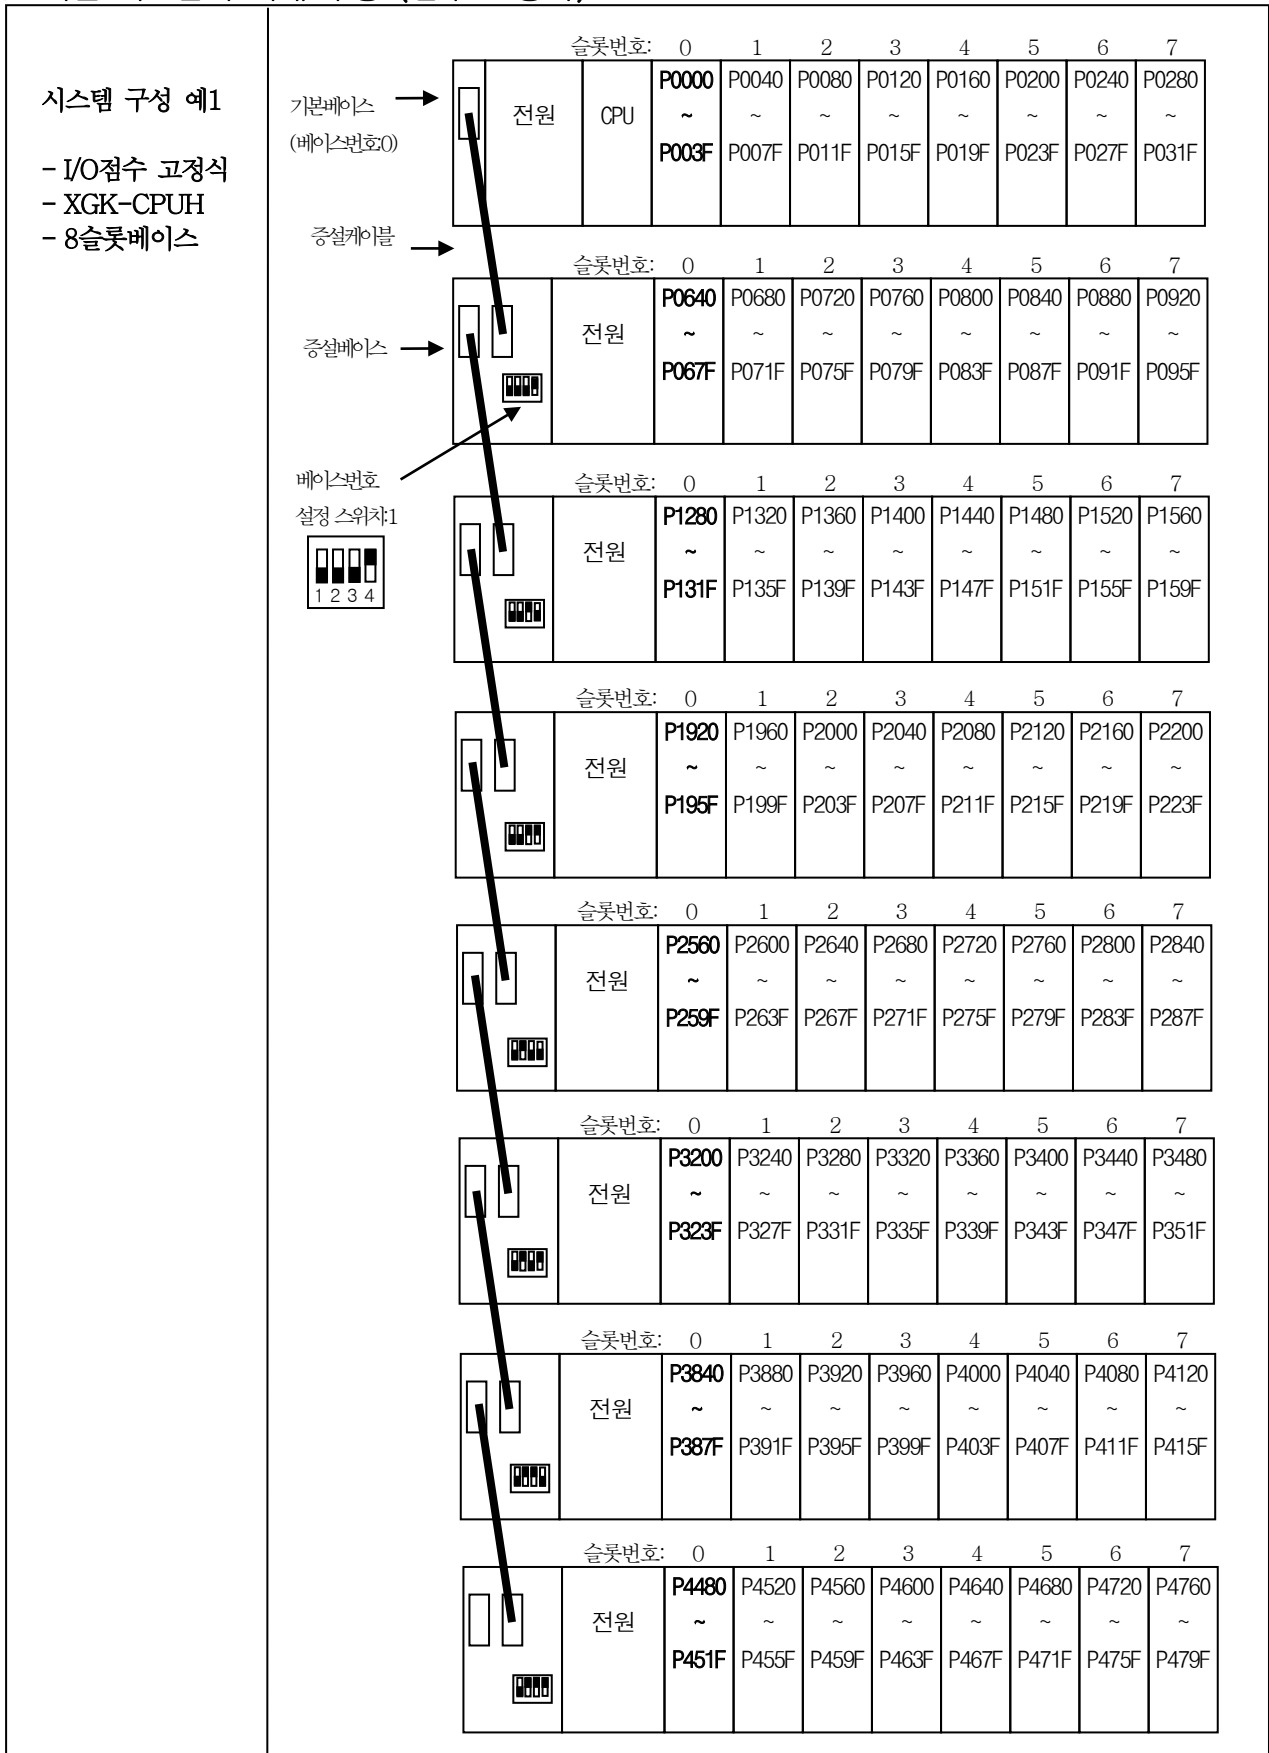 시스템 구성 예1
- I/O점수 고정식
- XGK-CPUH
- 8슬롯베이스
기본베이스
(베이스번호:0)
증설케이블
증설베이스
베이스번호
설정 스위치:1
1 2 3 4
슬롯번호: 0 1 2 3 4 5 6 7
전원 CPU
P0000 P0040 P0080 P0120 P0160 P0200 P0240 P0280
~ ~ ~ ~ ~ ~ ~ ~
P003F P007F P011F P015F P019F P023F P027F P031F
슬롯번호: 0 1 2 3 4 5 6 7
전원
P0640 P0680 P0720 P0760 P0800 P0840 P0880 P0920
~ ~ ~ ~ ~ ~ ~ ~
P067F P071F P075F P079F P083F P087F P091F P095F
슬롯번호: 0 1 2 3 4 5 6 7
전원
P1280 P1320 P1360 P1400 P1440 P1480 P1520 P1560
~ ~ ~ ~ ~ ~ ~ ~
P131F P135F P139F P143F P147F P151F P155F P159F
슬롯번호: 0 1 2 3 4 5 6 7
전원
P1920 P1960 P2000 P2040 P2080 P2120 P2160 P2200
~ ~ ~ ~ ~ ~ ~ ~
P195F P199F P203F P207F P211F P215F P219F P223F
슬롯번호: 0 1 2 3 4 5 6 7
전원
P2560 P2600 P2640 P2680 P2720 P2760 P2800 P2840
~ ~ ~ ~ ~ ~ ~ ~
P259F P263F P267F P271F P275F P279F P283F P287F
슬롯번호: 0 1 2 3 4 5 6 7
전원
P3200 P3240 P3280 P3320 P3360 P3400 P3440 P3480
~ ~ ~ ~ ~ ~ ~ ~
P323F P327F P331F P335F P339F P343F P347F P351F
슬롯번호: 0 1 2 3 4 5 6 7
전원
P3840 P3880 P3920 P3960 P4000 P4040 P4080 P4120
~ ~ ~ ~ ~ ~ ~ ~
P387F P391F P395F P399F P403F P407F P411F P415F
슬롯번호: 0 1 2 3 4 5 6 7
전원
P4480 P4520 P4560 P4600 P4640 P4680 P4720 P4760
~ ~ ~ ~ ~ ~ ~ ~
P451F P455F P459F P463F P467F P471F P475F P479F